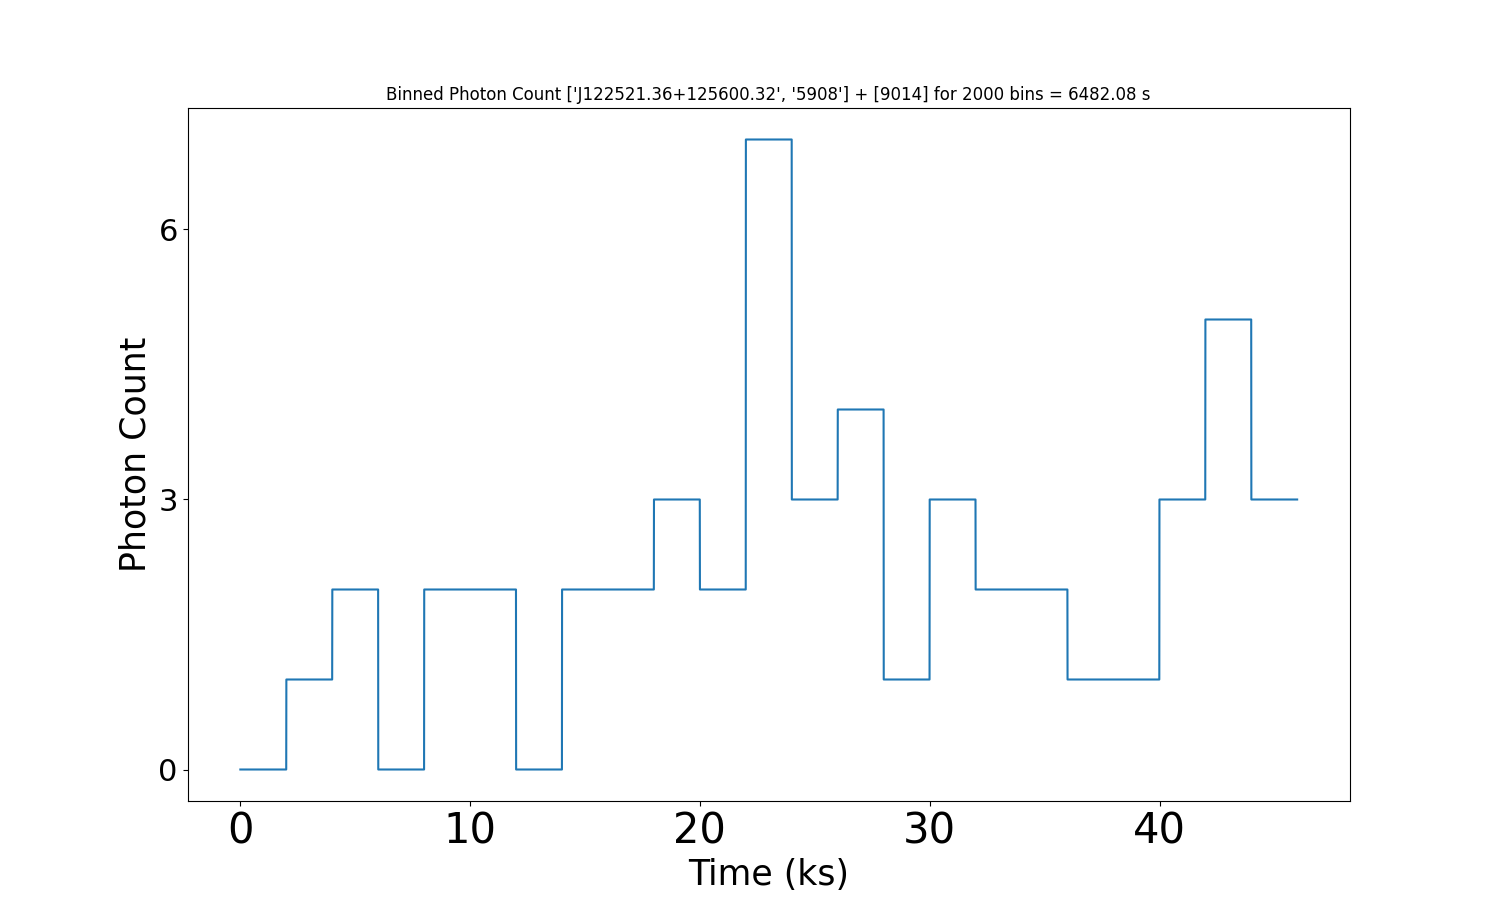 Binned Photon Count ['J122521.36+125600.32', '5908'] + [9014] for 2000 bins = 6482.08 s
6
3
0
Photon Count
0 10 20 30 40
Time (ks)